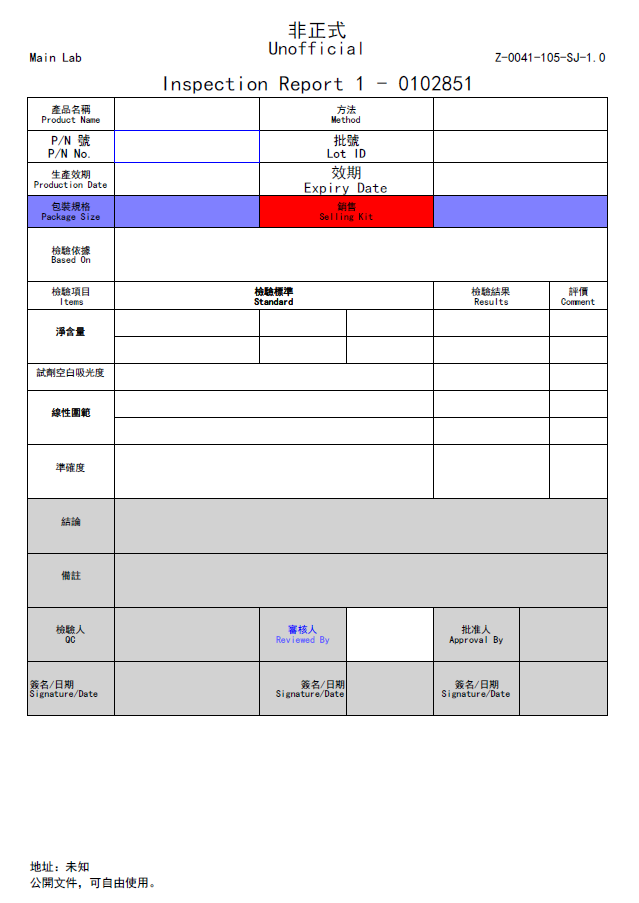 非正式
Unofficial
Main Lab
Z-0041-105-SJ-1.0
Inspection Report 1 - 0102851
產品名稱
Product Name
方法
Method
P/N 號
P/N No.
批號
Lot ID
生產效期
Production Date
效期
Expiry Date
包裝規格
Package Size
銷售
Selling Kit
檢驗依據
Based On
檢驗項目
Items
檢驗標準
Standard
檢驗結果
Results
評價
Comment
淨含量
試劑空白吸光度
線性圍範
準確度
結論
備註
檢驗人
QC
審核人
Reviewed By
批准人
Approval By
簽名/日期
Signature/Date
簽名/日期
Signature/Date
簽名/日期
Signature/Date
地址: 未知
公開文件, 可自由使用。